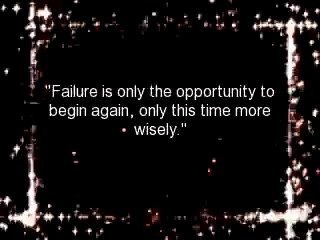 "Failure is only the opportunity to
begin again, only this time more
wisely."